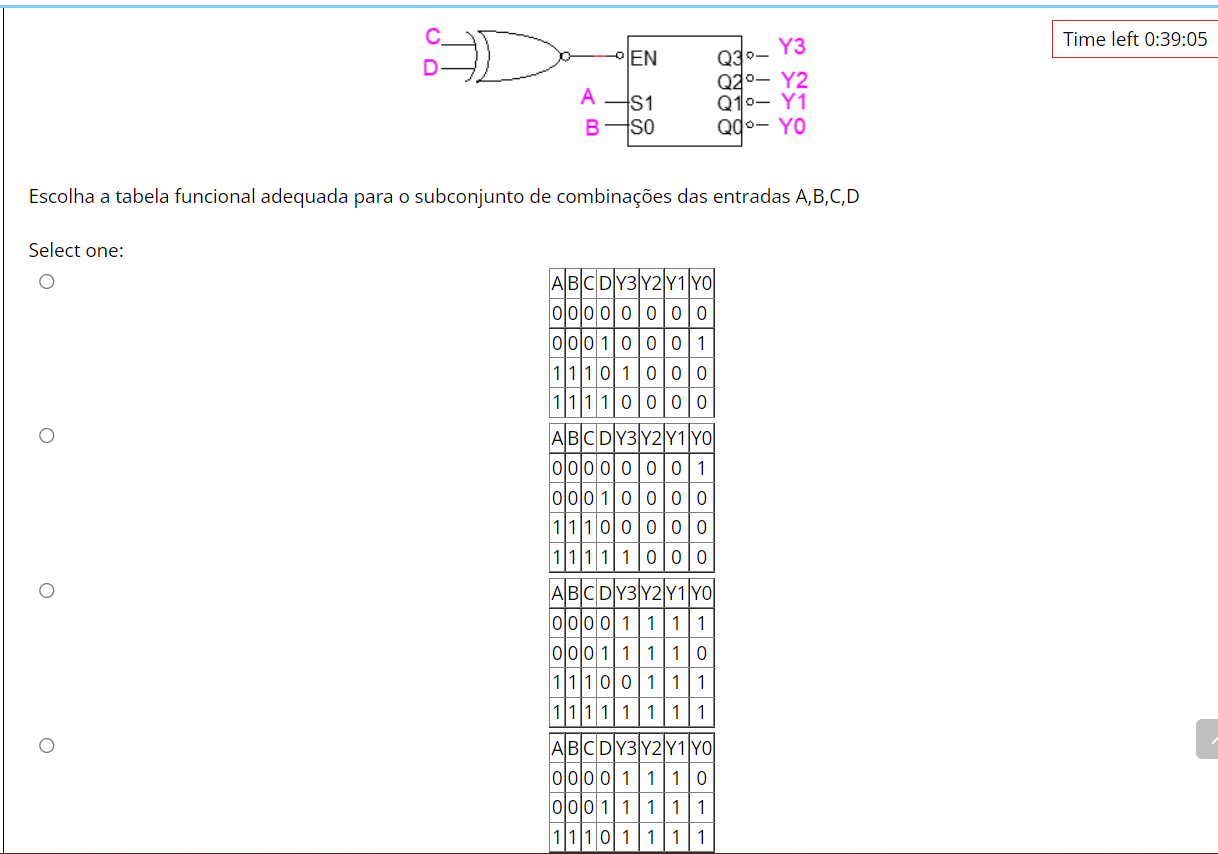 C
D
EN
A
S1
B
S0
Q3
Q2
Q1
Q0
Y3
Y2
Y1
Y0
Time left 0:39:05
Escolha a tabela funcional adequada para o subconjunto de combinações das entradas A,B,C,D
Select one:
A B C D Y3 Y2 Y1 Y0
0 0 0 0 0 0 0 0
0 0 0 1 0 0 0 1
1 1 1 0 1 0 0 0
1 1 1 1 0 0 0 0
A B C D Y3 Y2 Y1 Y0
0 0 0 0 0 0 0 1
0 0 0 1 0 0 0 0
1 1 1 0 0 0 0 0
1 1 1 1 1 0 0 0
A B C D Y3 Y2 Y1 Y0
0 0 0 0 1 1 1 1
0 0 0 1 1 1 1 0
1 1 1 0 0 1 1 1
1 1 1 1 1 1 1 1
A B C D Y3 Y2 Y1 Y0
0 0 0 0 1 1 1 0
0 0 0 1 1 1 1 1
1 1 1 0 1 1 1 1